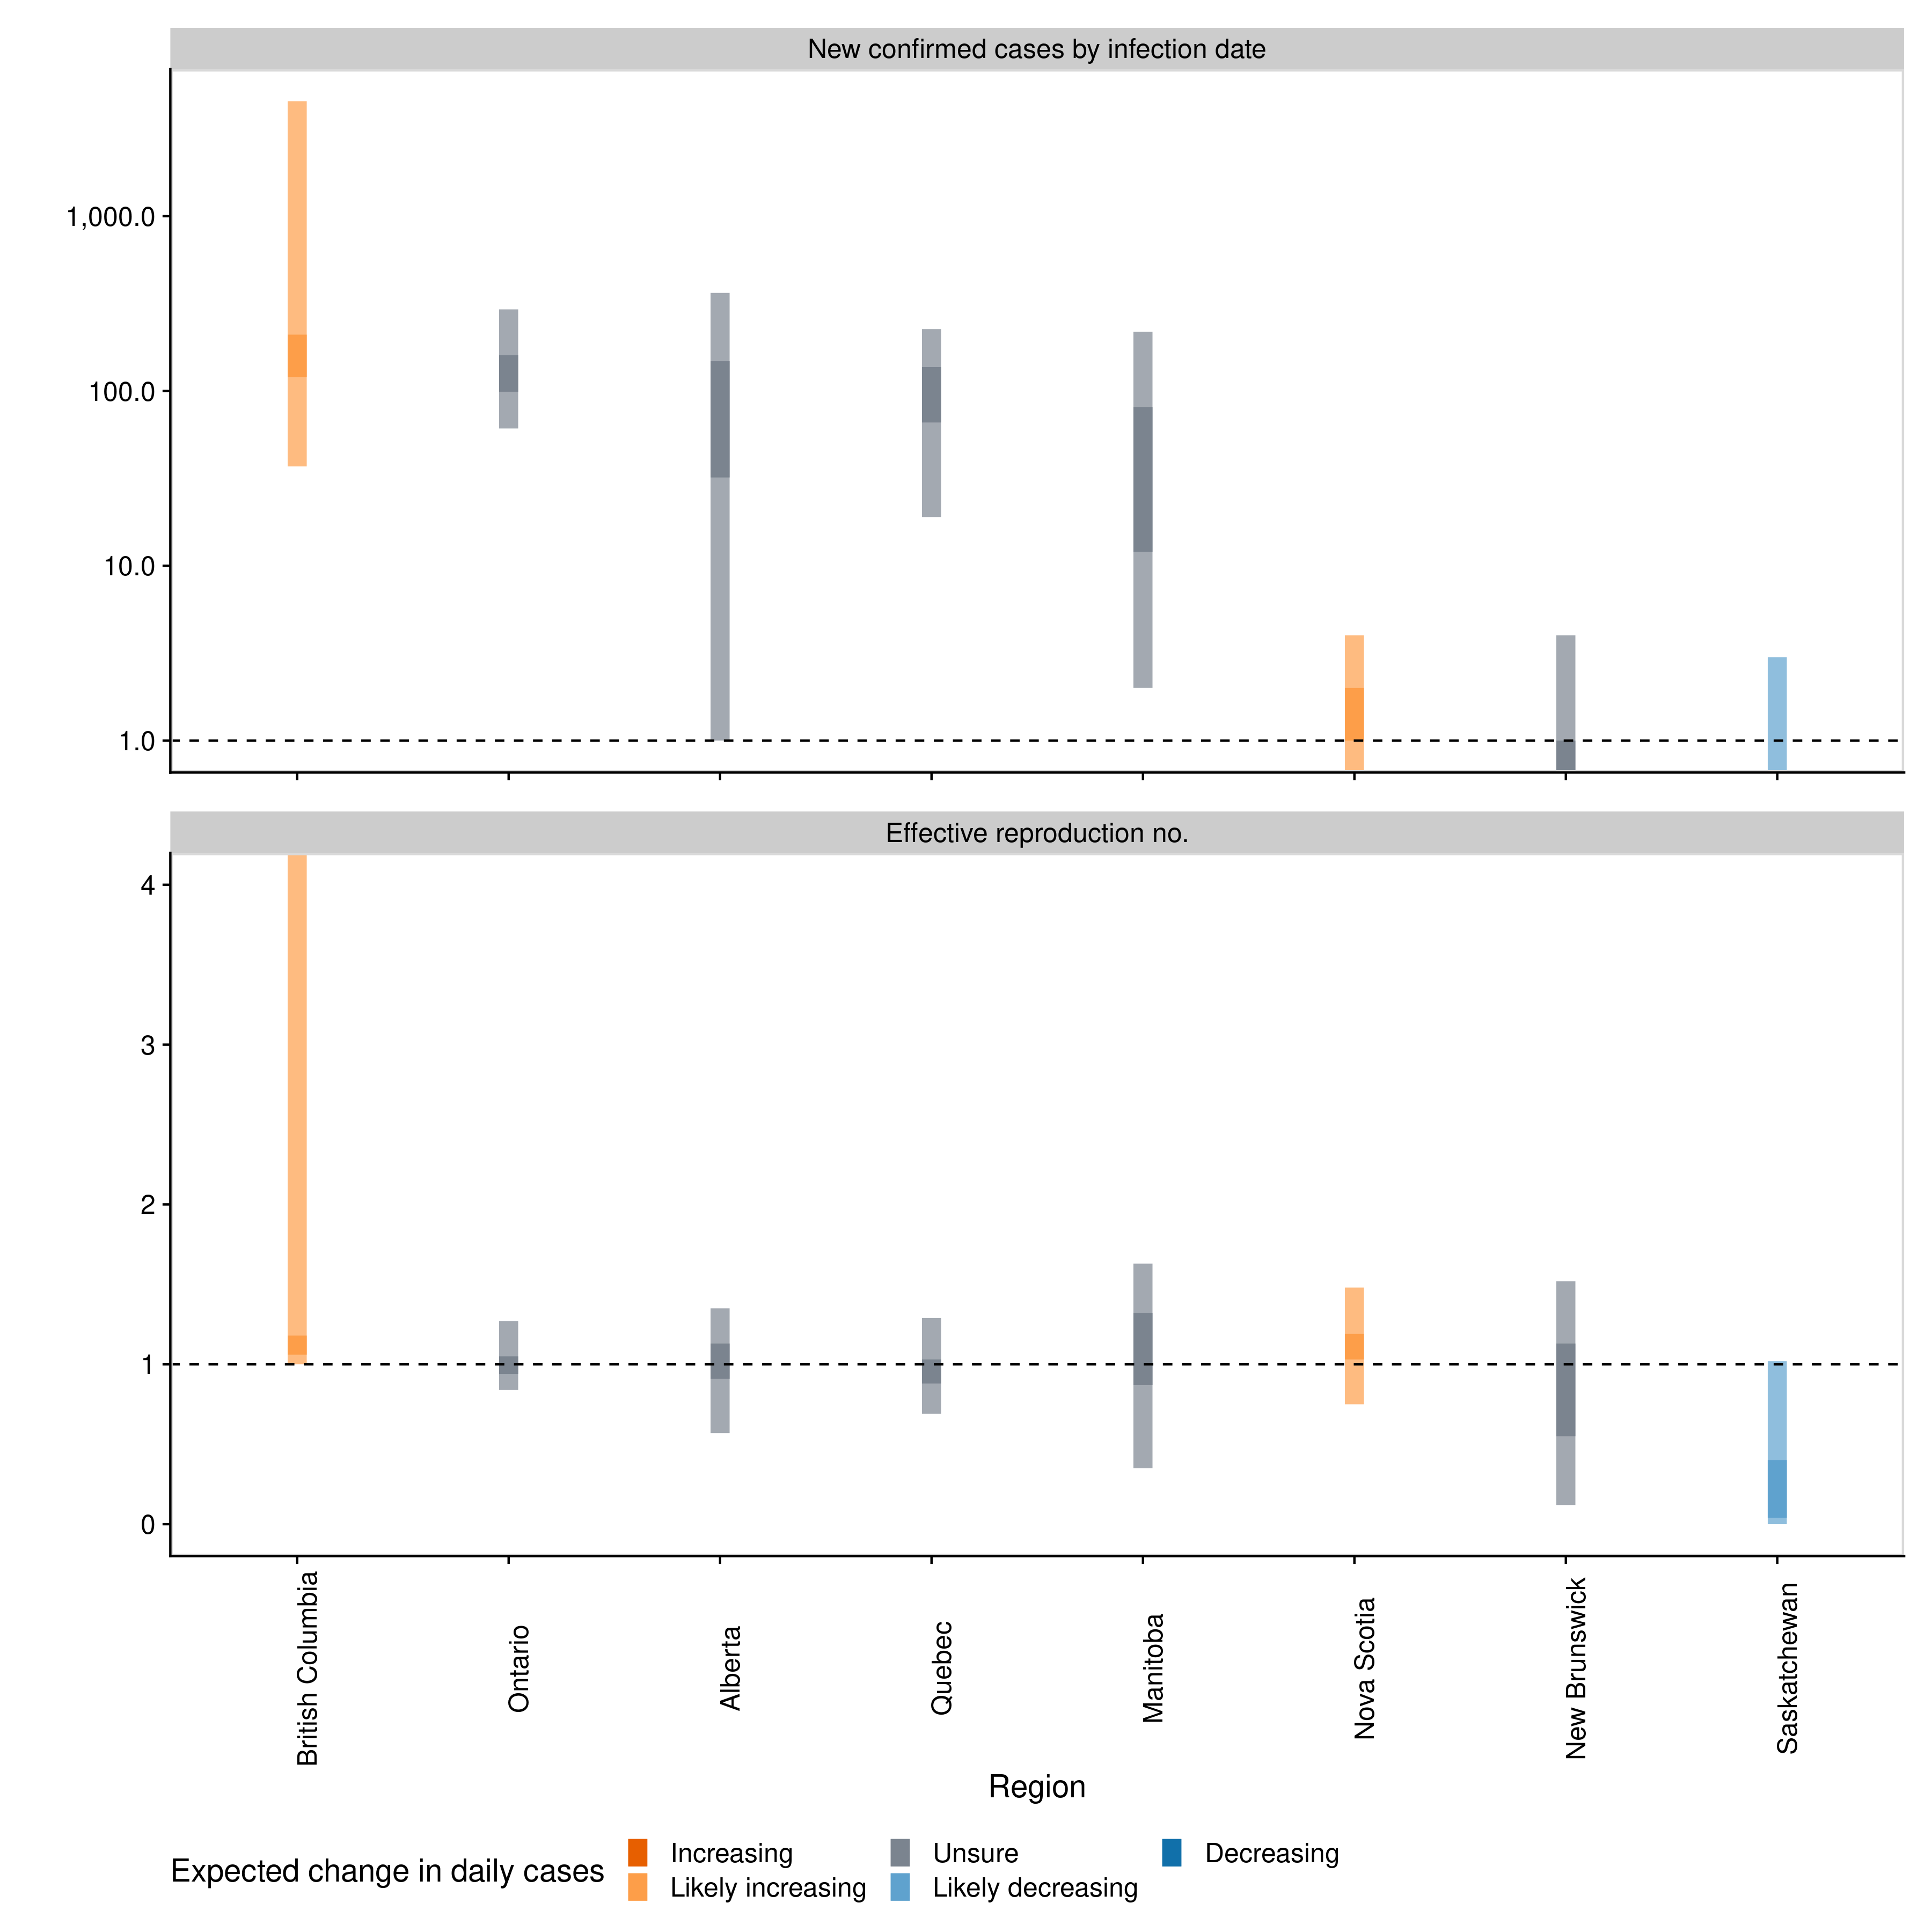 New confirmed cases by infection date
1,000.0
100.0
10.0
1.0
Effective reproduction no.
4
3
2
1
0
British Columbia
Ontario
Alberta
Quebec
Manitoba
Nova Scotia
New Brunswick
Saskatchewan
Region
Expected change in daily cases
Increasing
Likely increasing
Unsure
Likely decreasing
Decreasing